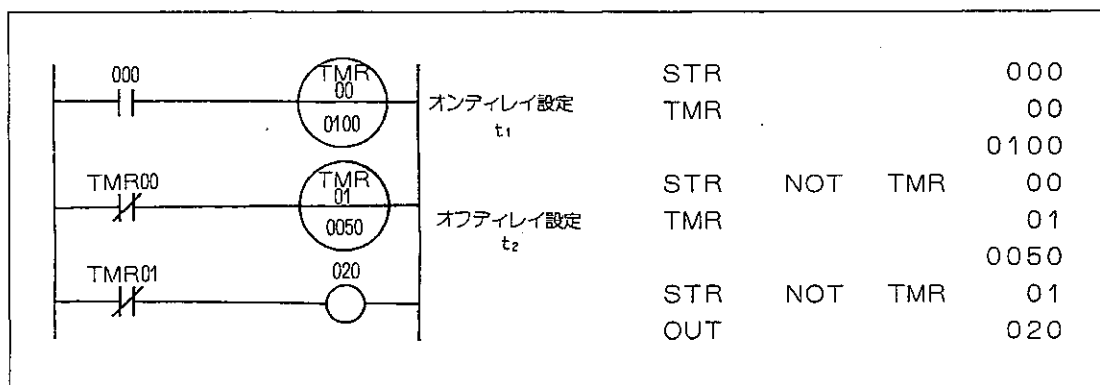 000
TMR
00
0100
オンディレイ設定
t₁
TMR00
TMR
01
0050
オフディレイ設定
t₂
TMR01
020
STR 000
TMR 00
0100
STR NOT TMR 00
TMR 01
0050
STR NOT TMR 01
OUT 020